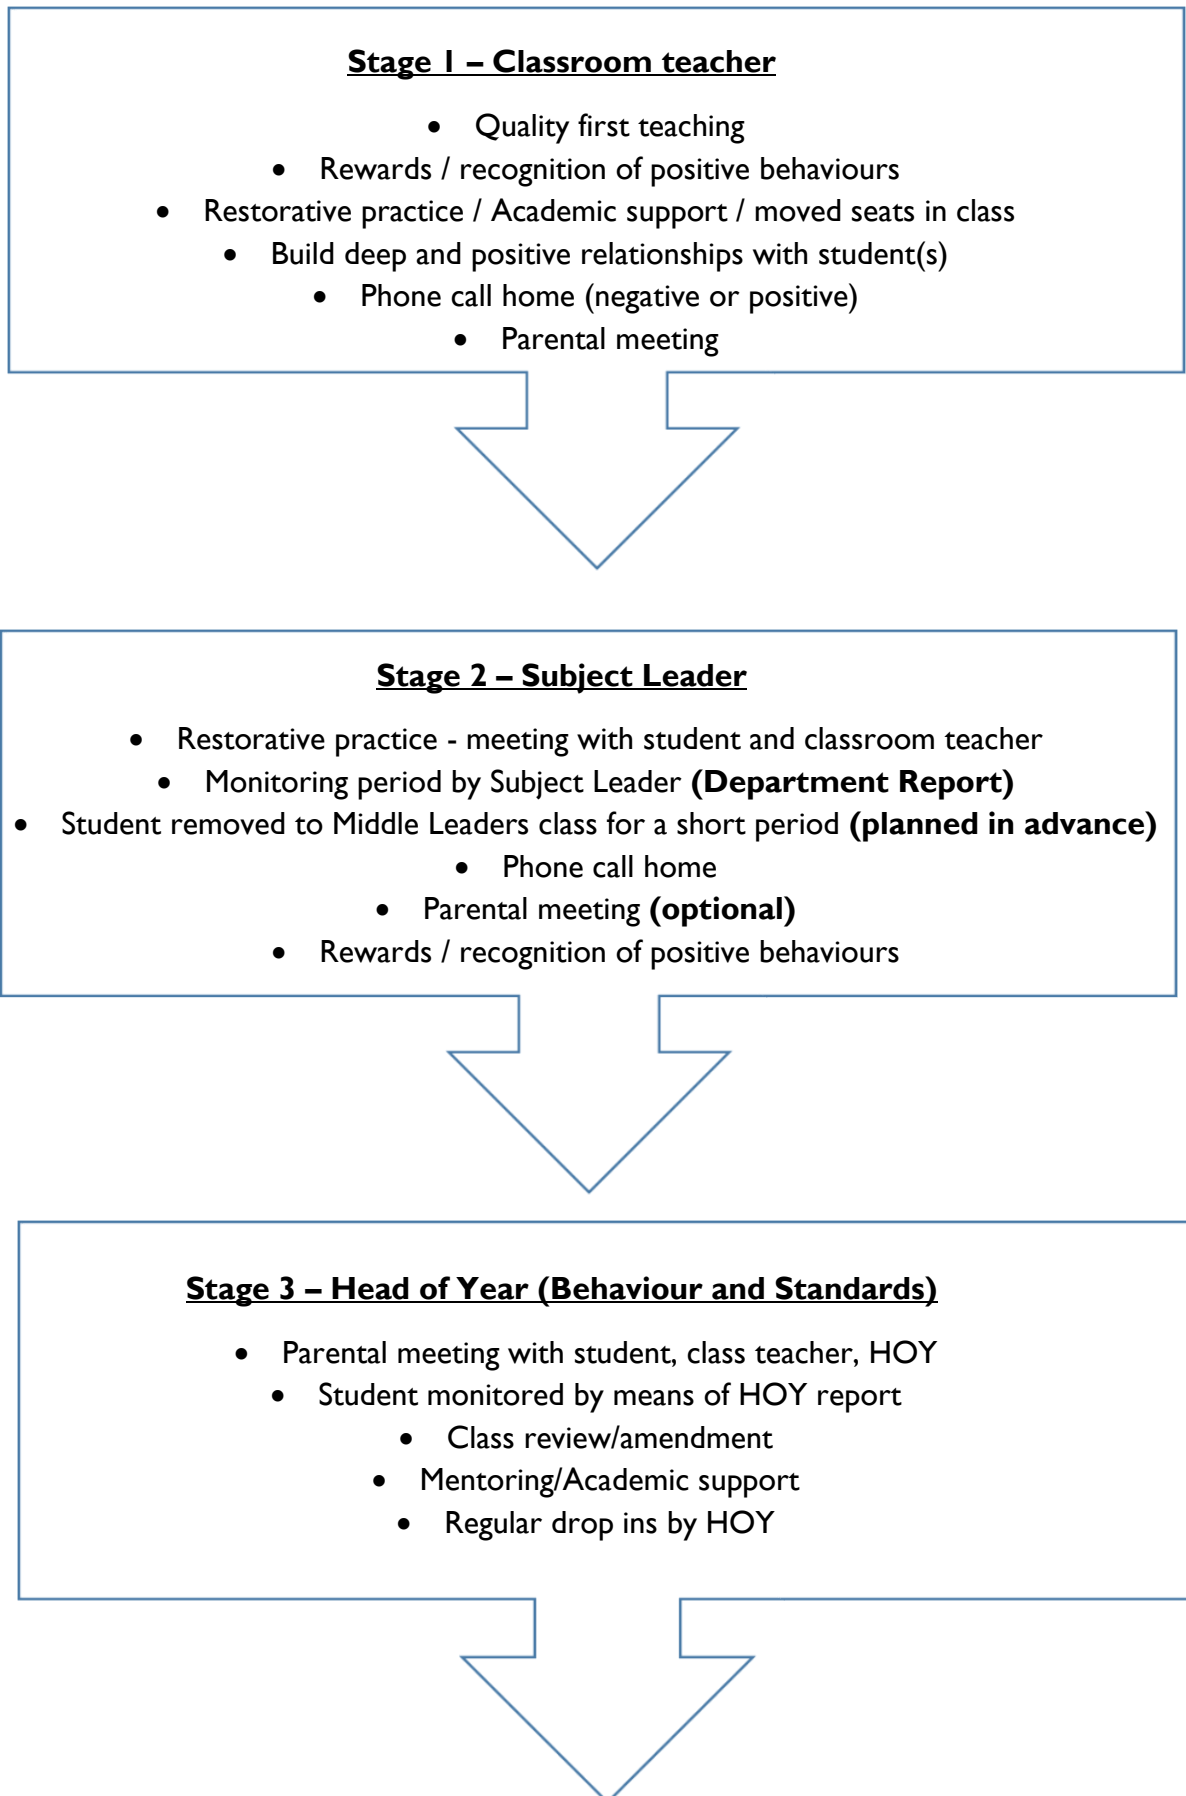 Stage 1 – Classroom teacher
• Quality first teaching
• Rewards / recognition of positive behaviours
• Restorative practice / Academic support / moved seats in class
• Build deep and positive relationships with student(s)
• Phone call home (negative or positive)
• Parental meeting
Stage 2 – Subject Leader
• Restorative practice - meeting with student and classroom teacher
• Monitoring period by Subject Leader (Department Report)
• Student removed to Middle Leaders class for a short period (planned in advance)
• Phone call home
• Parental meeting (optional)
• Rewards / recognition of positive behaviours
Stage 3 – Head of Year (Behaviour and Standards)
• Parental meeting with student, class teacher, HOY
• Student monitored by means of HOY report
• Class review/amendment
• Mentoring/Academic support
• Regular drop ins by HOY